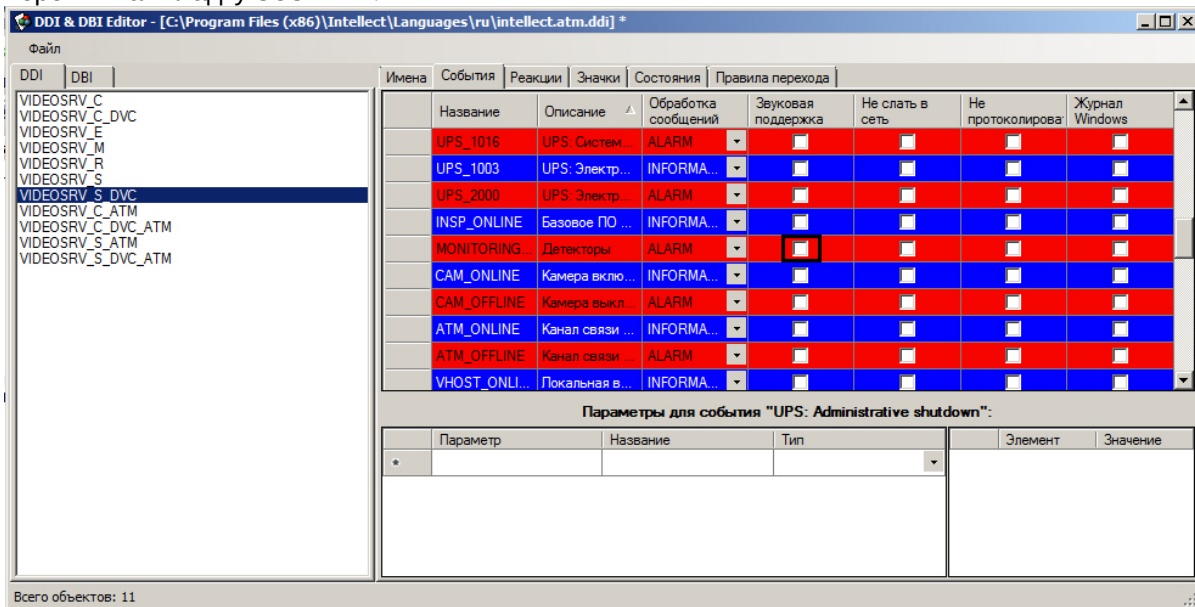 DDI & DBI Editor - [C:\Program Files (x86)\Intellect\Languages\ru\intellect.atm.ddi] *
Файл
DDI DBI
Имена События Реакции Значки Состояния Правила перехода
VIDEOSRV_C
VIDEOSRV_C_DVC
VIDEOSRV_E
VIDEOSRV_M
VIDEOSRV_R
VIDEOSRV_S
VIDEOSRV_S_DVC
VIDEOSRV_C_ATM
VIDEOSRV_C_DVC_ATM
VIDEOSRV_S_ATM
VIDEOSRV_S_DVC_ATM
Название Описание Обработка сообщений Звуковая поддержка Не слать в сеть Не протоколирова Журнал Windows
UPS_1016 UPS: Систем... ALARM
UPS_1003 UPS: Электр... INFORMA...
UPS_2000 UPS: Электр... ALARM
INSP_ONLINE Базовое ПО ... INFORMA...
MONITORING... Детекторы ALARM
CAM_ONLINE Камера вклю... INFORMA...
CAM_OFFLINE Камера выкл... ALARM
ATM_ONLINE Канал связи ... INFORMA...
ATM_OFFLINE Канал связи ... ALARM
VHOST_ONLI... Локальная в... INFORMA...
Параметры для события "UPS: Administrative shutdown":
Параметр Название Тип Элемент Значение
*
Всего объектов: 11